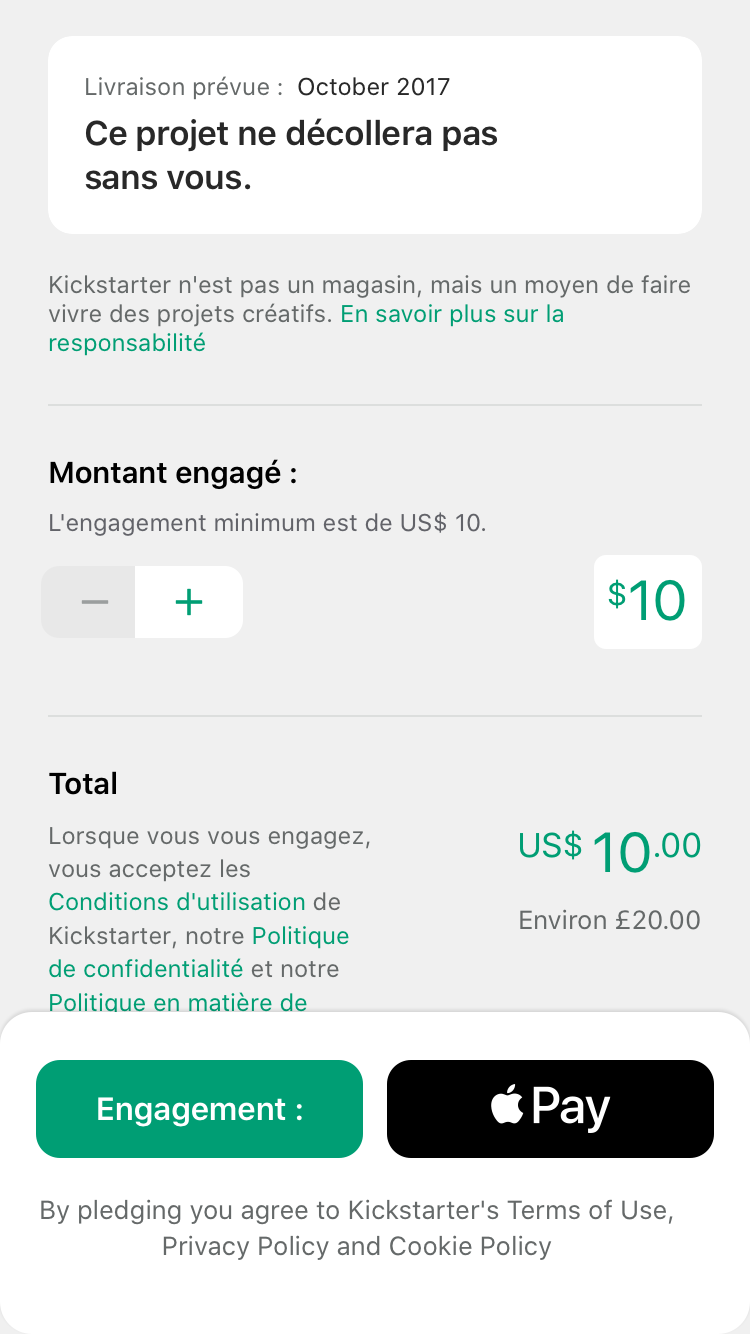 Livraison prévue : October 2017
Ce projet ne décollera pas
sans vous.
Kickstarter n'est pas un magasin, mais un moyen de faire
vivre des projets créatifs. En savoir plus sur la
responsabilité
Montant engagé :
L'engagement minimum est de US$ 10.
− +
$10
Total
Lorsque vous vous engagez,
vous acceptez les
Conditions d'utilisation de
Kickstarter, notre Politique
de confidentialité et notre
Politique en matière de
US$ 10.00
Environ £20.00
Engagement :
Pay
By pledging you agree to Kickstarter's Terms of Use,
Privacy Policy and Cookie Policy